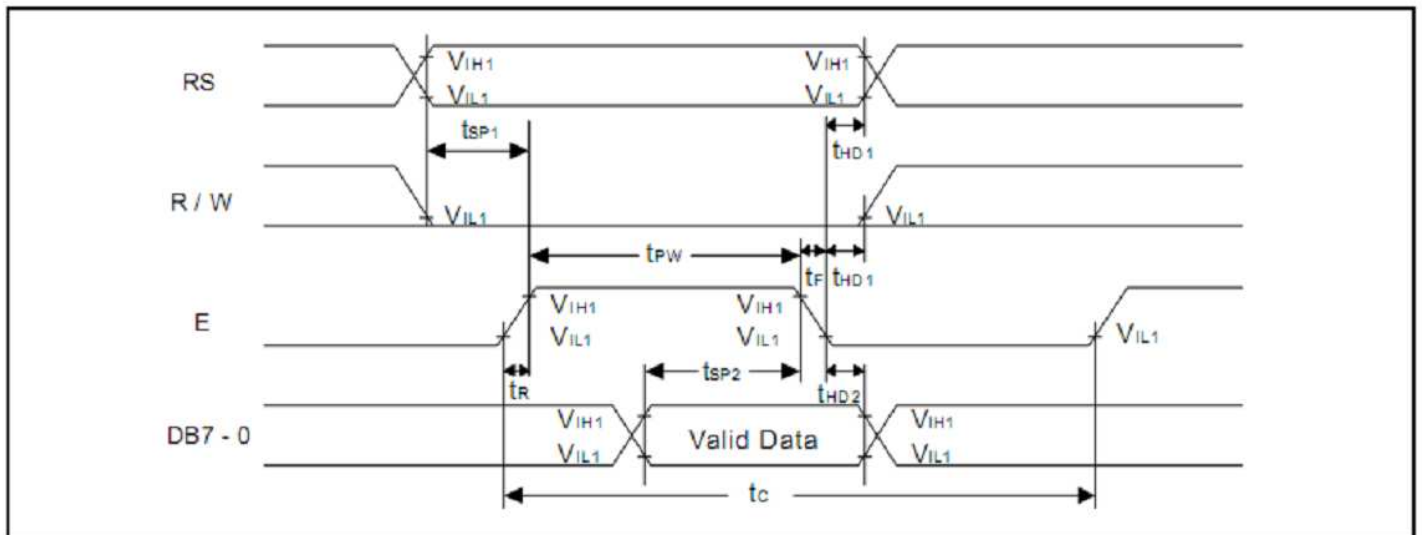 RS
VIH1
VIL1
VIH1
VIL1
tSP1
tHD1
R / W
VIL1
VIL1
tPW
tF
tHD1
E
VIH1
VIL1
VIH1
VIL1
VIL1
tR
tSP2
tHD2
DB7 - 0
VIH1
VIL1
Valid Data
VIH1
VIL1
tC